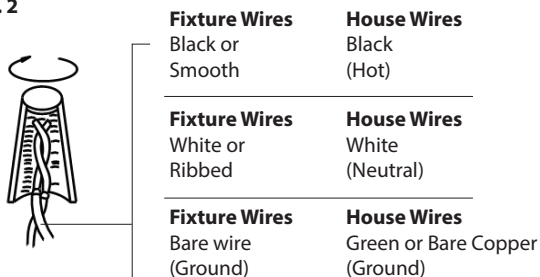 . 2
Fixture Wires House Wires
Black or Black
Smooth (Hot)
Fixture Wires House Wires
White or White
Ribbed (Neutral)
Fixture Wires House Wires
Bare wire Green or Bare Copper
(Ground) (Ground)